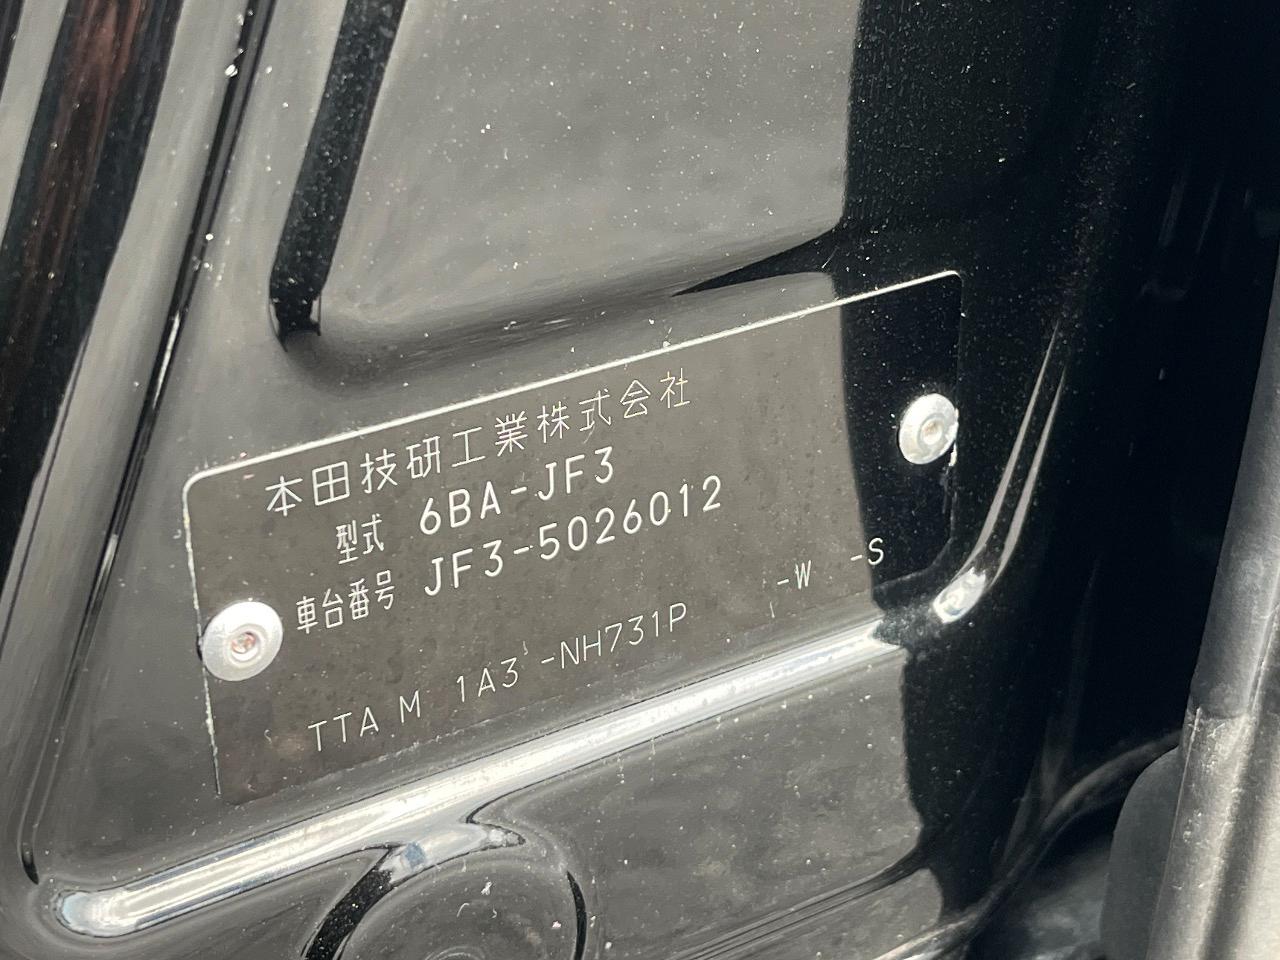 本田技研工業株式会社
型式 6BA-JF3
車台番号 JF3-5026012
TTA M 1A3 -NH731P -W -S